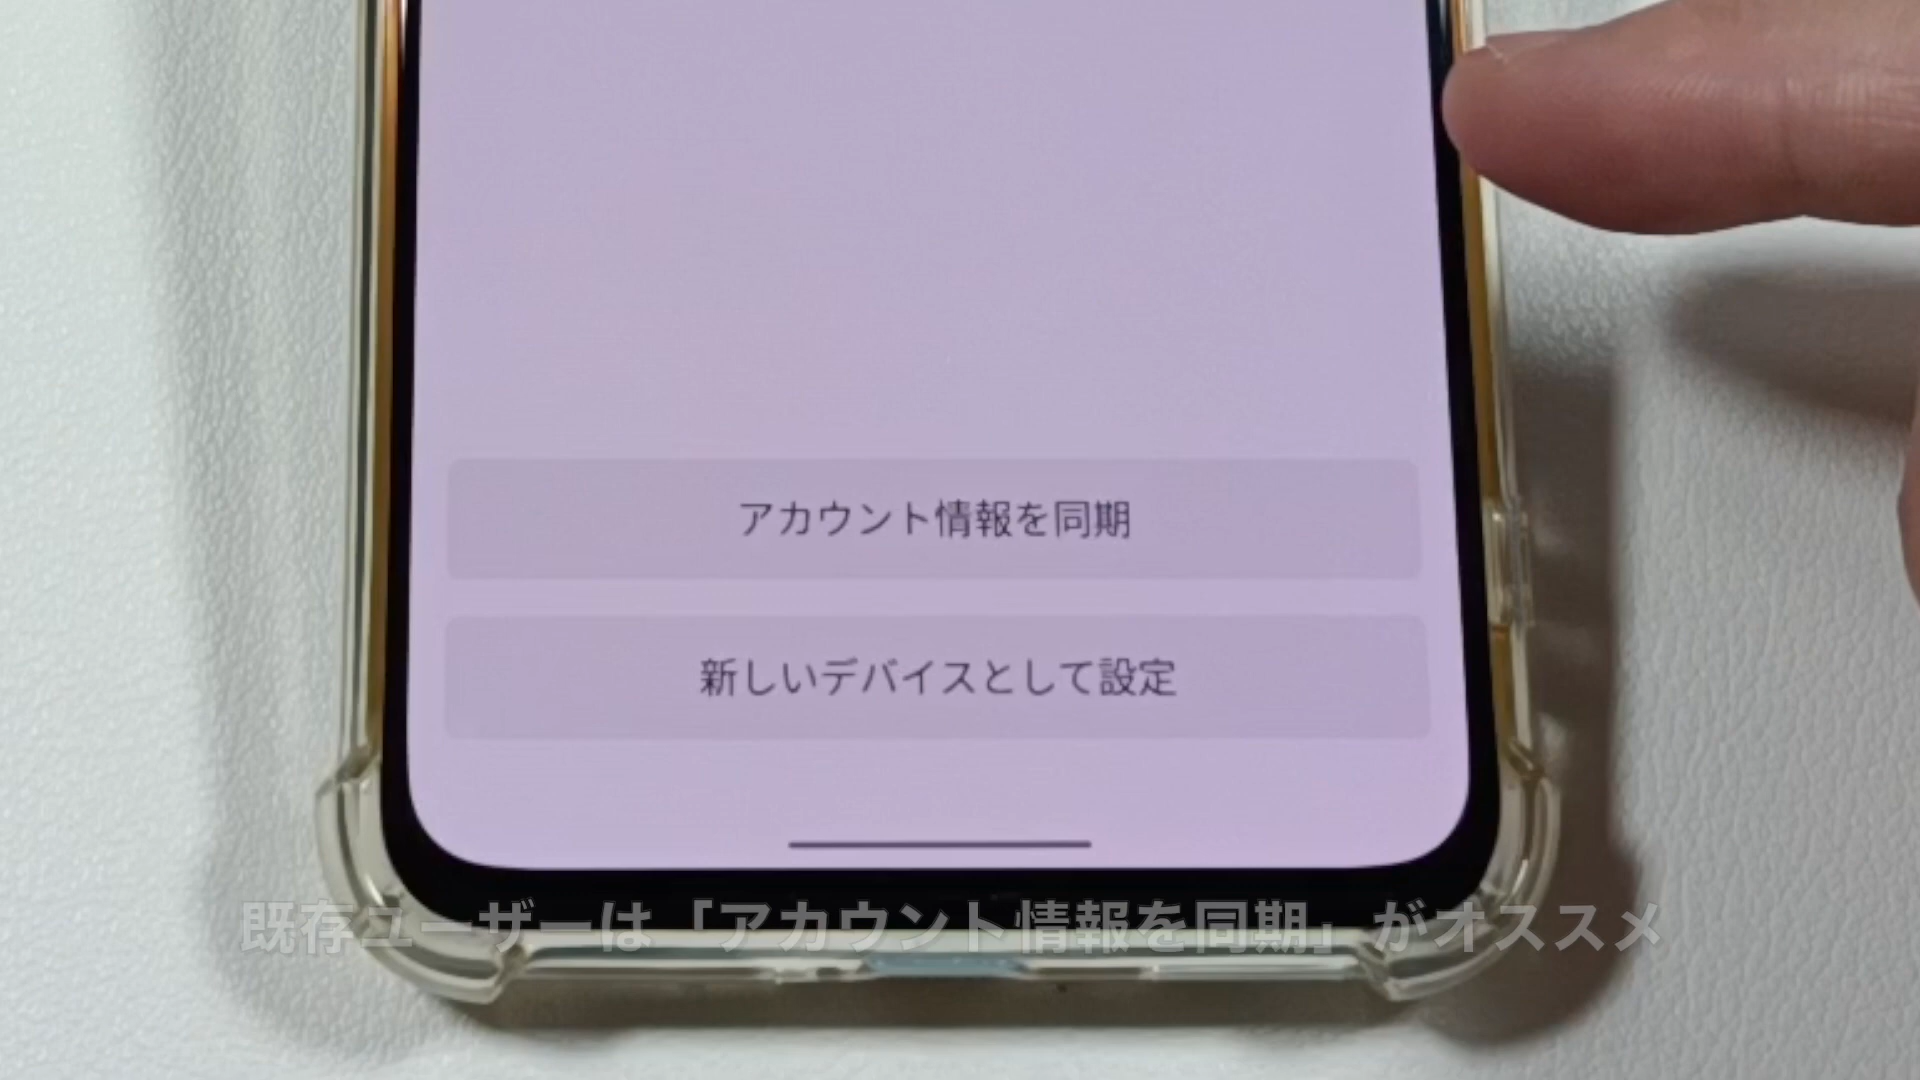 アカウント情報を同期
新しいデバイスとして設定
既存ユーザーは「アカウント情報を同期」がオススメ